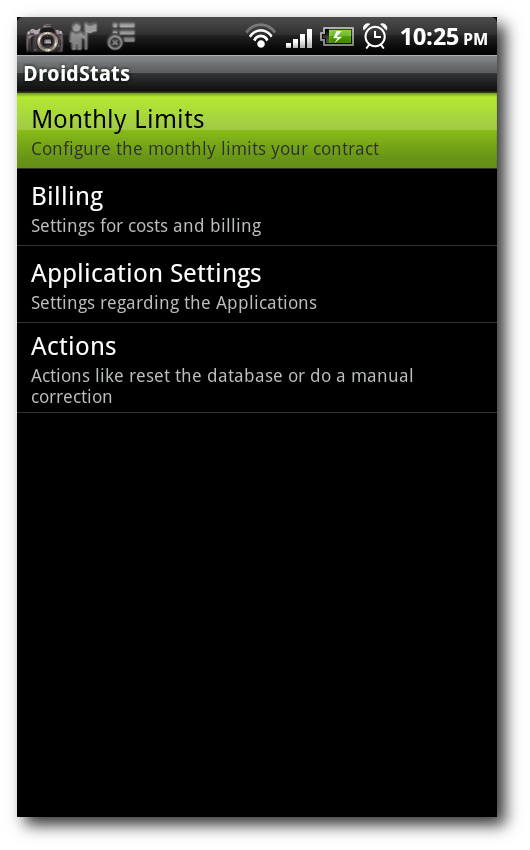 10:25 PM
DroidStats
Monthly Limits
Configure the monthly limits your contract
Billing
Settings for costs and billing
Application Settings
Settings regarding the Applications
Actions
Actions like reset the database or do a manual
correction